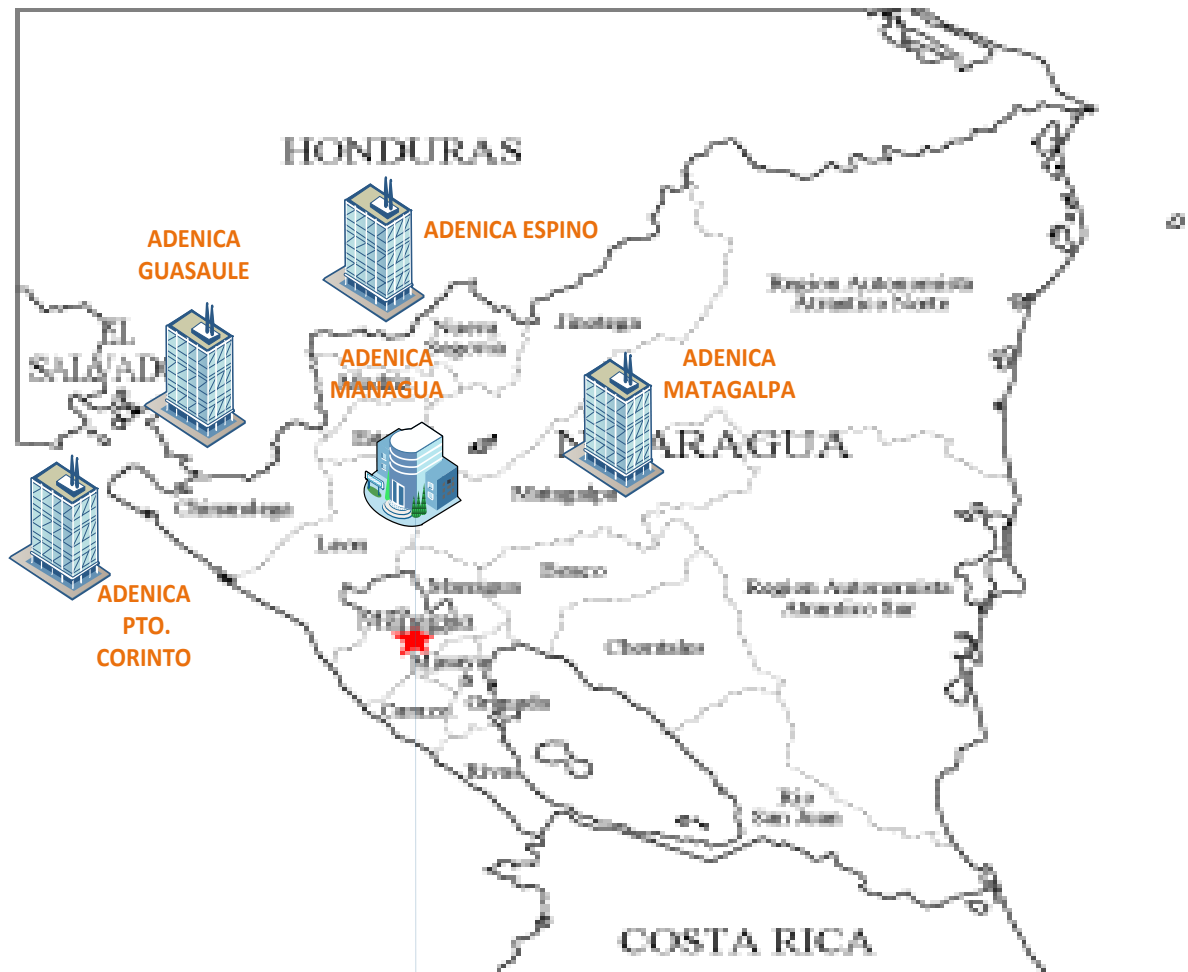 HONDURAS
ADENICA ESPINO
ADENICA
GUASAULE
Region Autonomista
Atlantico Norte
Jinotega
Nueva
Segovia
EL
ADENICA
MANAGUA
ADENICA
MATAGALPA
Chinandega
Matagalpa
Leon
Boaco
Managua
Region Autonomista
Atlantico Sur
ADENICA
PTO.
CORINTO
Managua
Chontales
Masaya
Carazo
Granada
Rivas
Rio
San Juan
COSTA RICA